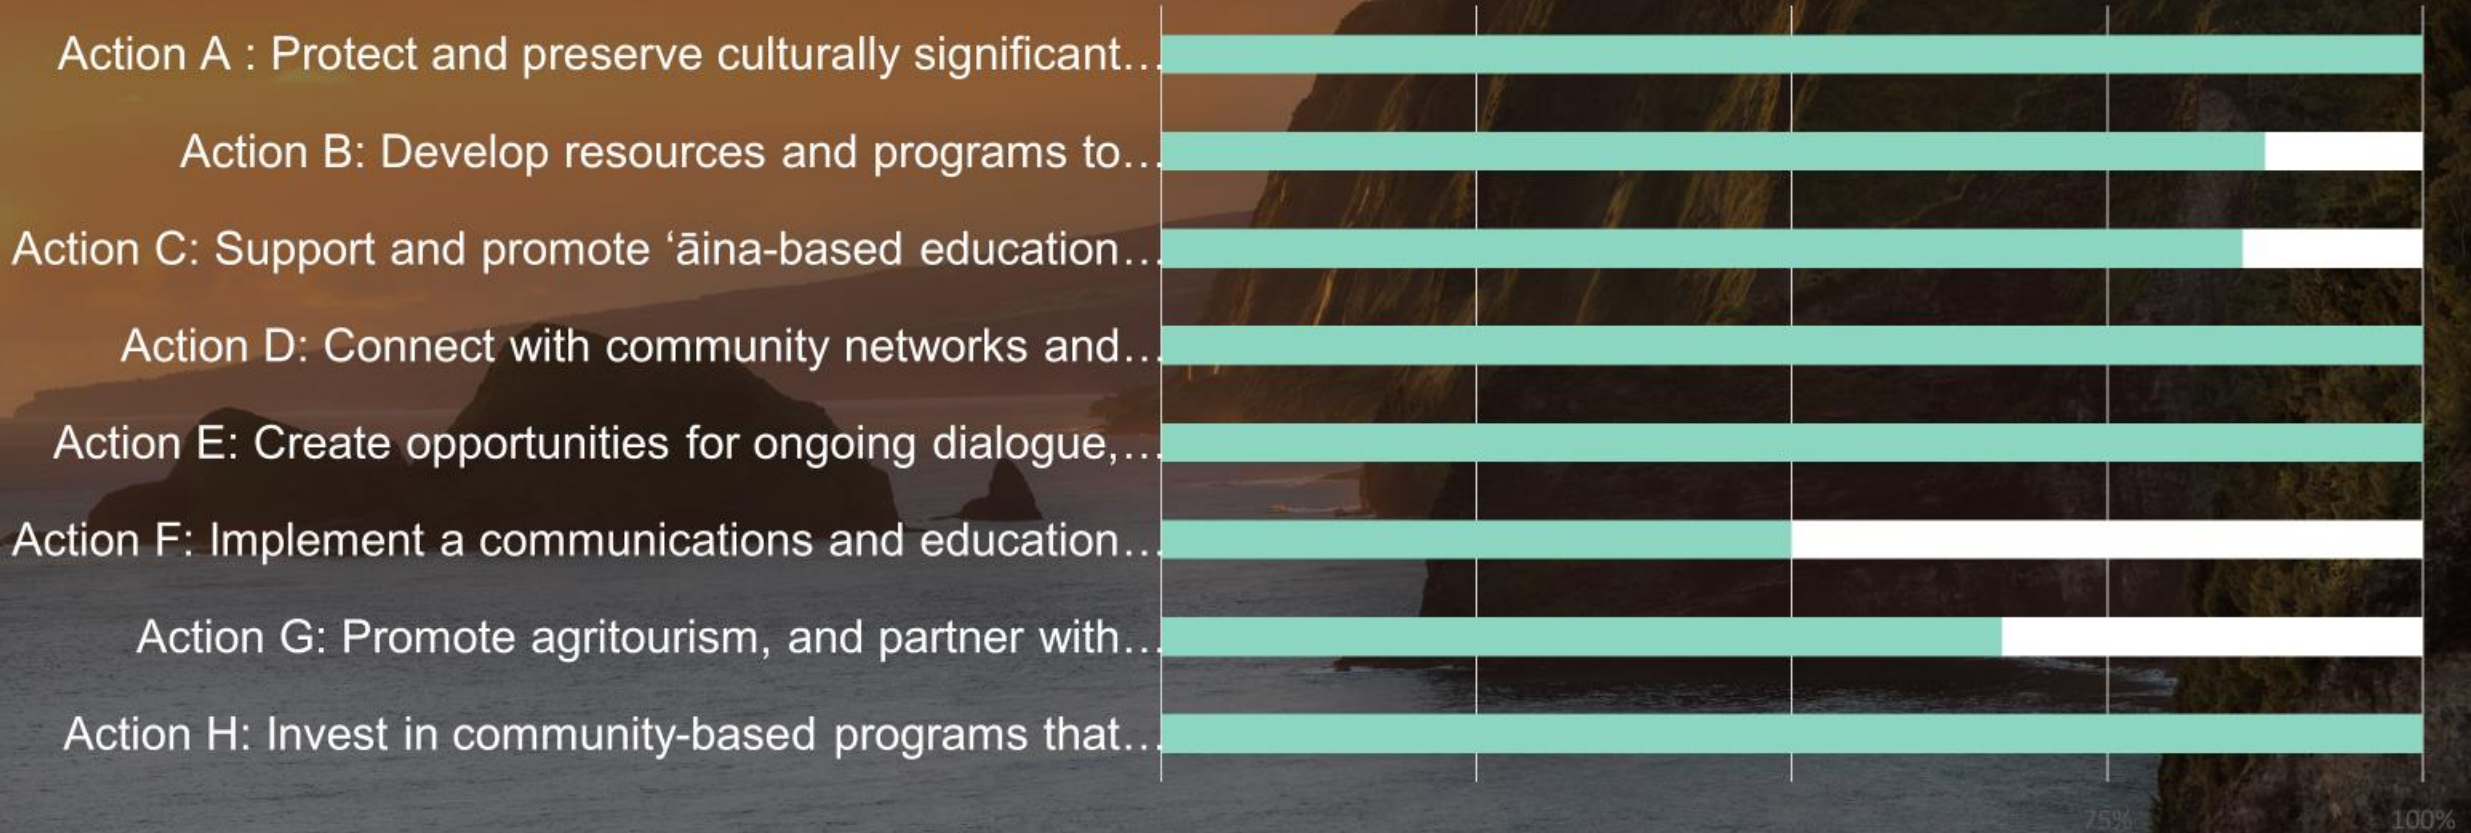 Action A : Protect and preserve culturally significant…
Action B: Develop resources and programs to…
Action C: Support and promote ʻāina-based education…
Action D: Connect with community networks and…
Action E: Create opportunities for ongoing dialogue,…
Action F: Implement a communications and education…
Action G: Promote agritourism, and partner with…
Action H: Invest in community-based programs that…
75% 100%